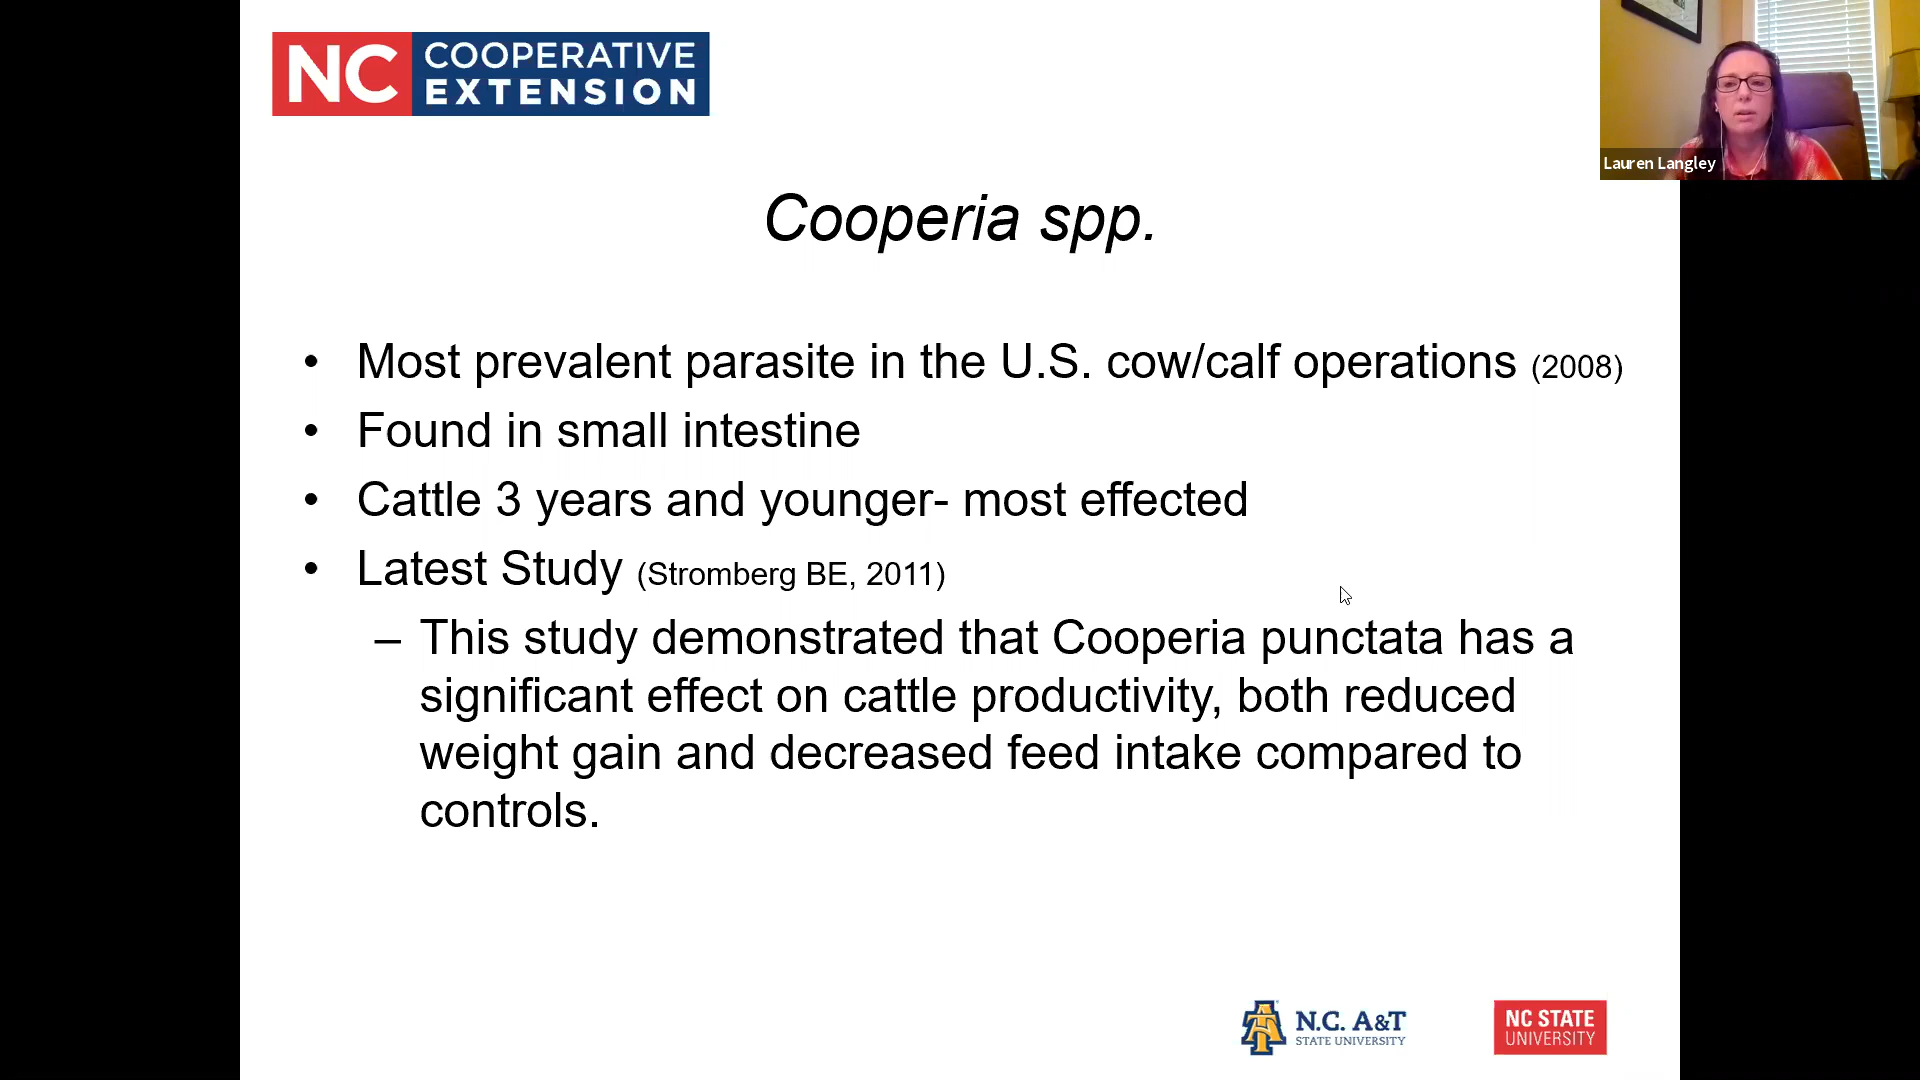 NC COOPERATIVE
EXTENSION
Lauren Langley
Cooperia spp.
• Most prevalent parasite in the U.S. cow/calf operations (2008)
• Found in small intestine
• Cattle 3 years and younger- most effected
• Latest Study (Stromberg BE, 2011)
– This study demonstrated that Cooperia punctata has a
significant effect on cattle productivity, both reduced
weight gain and decreased feed intake compared to
controls.
N.C. A&T
STATE UNIVERSITY
NC STATE
UNIVERSITY